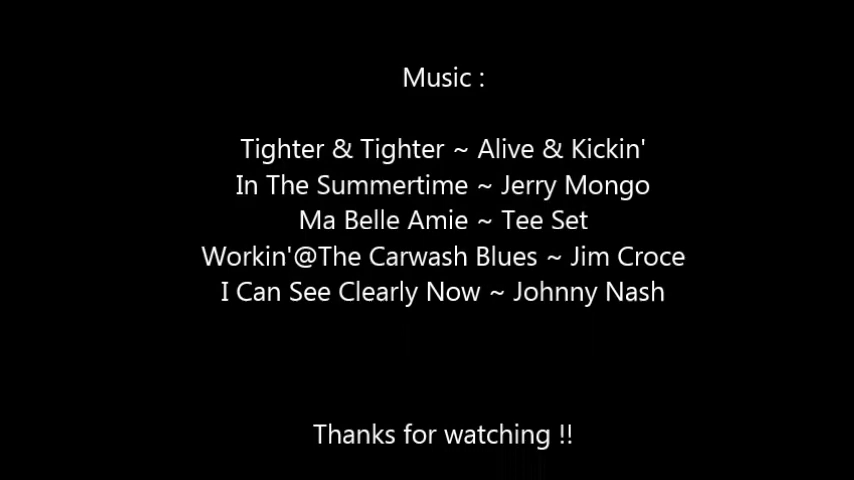 Music :
Tighter & Tighter ~ Alive & Kickin'
In The Summertime ~ Jerry Mongo
Ma Belle Amie ~ Tee Set
Workin'@The Carwash Blues ~ Jim Croce
I Can See Clearly Now ~ Johnny Nash
Thanks for watching !!